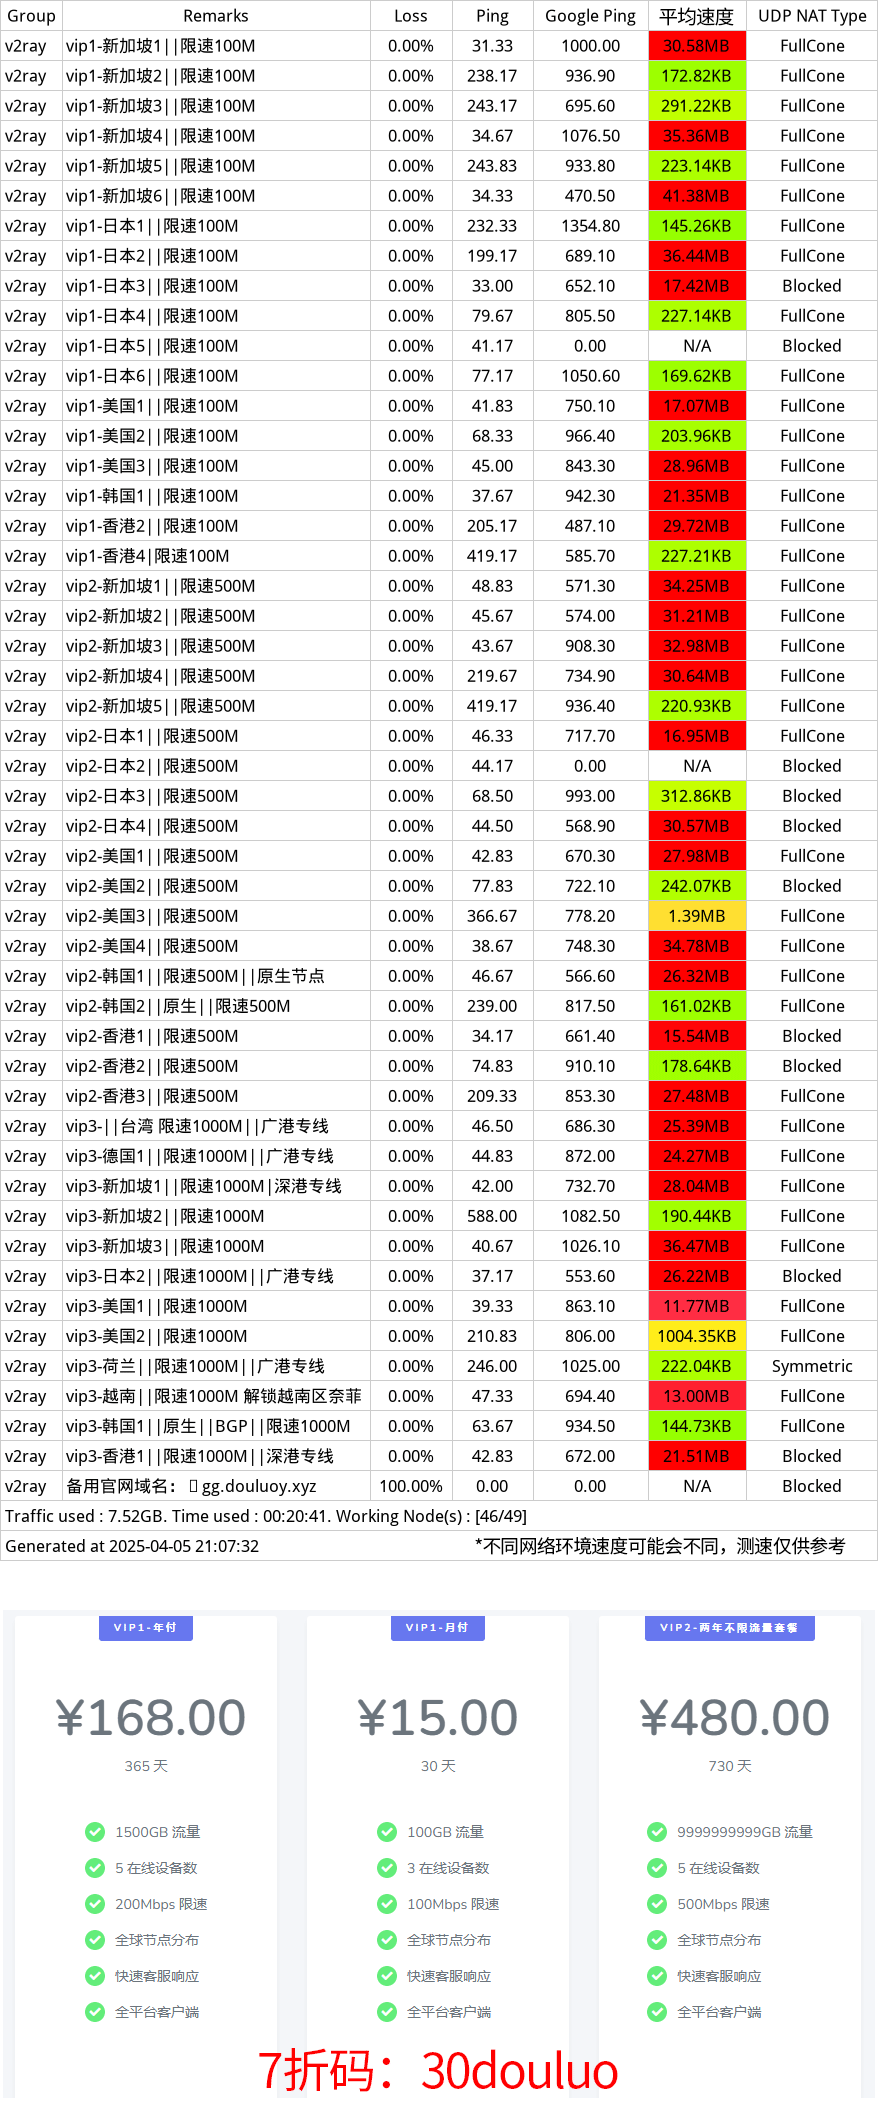 Group Remarks Loss Ping Google Ping 平均速度 UDP NAT Type
v2ray vip1-新加坡1||限速100M 0.00% 31.33 1000.00 30.58MB FullCone
v2ray vip1-新加坡2||限速100M 0.00% 238.17 936.90 172.82KB FullCone
v2ray vip1-新加坡3||限速100M 0.00% 243.17 695.60 291.22KB FullCone
v2ray vip1-新加坡4||限速100M 0.00% 34.67 1076.50 35.36MB FullCone
v2ray vip1-新加坡5||限速100M 0.00% 243.83 933.80 223.14KB FullCone
v2ray vip1-新加坡6||限速100M 0.00% 34.33 470.50 41.38MB FullCone
v2ray vip1-日本1||限速100M 0.00% 232.33 1354.80 145.26KB FullCone
v2ray vip1-日本2||限速100M 0.00% 199.17 689.10 36.44MB FullCone
v2ray vip1-日本3||限速100M 0.00% 33.00 652.10 17.42MB Blocked
v2ray vip1-日本4||限速100M 0.00% 79.67 805.50 227.14KB FullCone
v2ray vip1-日本5||限速100M 0.00% 41.17 0.00 N/A Blocked
v2ray vip1-日本6||限速100M 0.00% 77.17 1050.60 169.62KB FullCone
v2ray vip1-美国1||限速100M 0.00% 41.83 750.10 17.07MB FullCone
v2ray vip1-美国2||限速100M 0.00% 68.33 966.40 203.96KB FullCone
v2ray vip1-美国3||限速100M 0.00% 45.00 843.30 28.96MB FullCone
v2ray vip1-韩国1||限速100M 0.00% 37.67 942.30 21.35MB FullCone
v2ray vip1-香港2||限速100M 0.00% 205.17 487.10 29.72MB FullCone
v2ray vip1-香港4|限速100M 0.00% 419.17 585.70 227.21KB FullCone
v2ray vip2-新加坡1||限速500M 0.00% 48.83 571.30 34.25MB FullCone
v2ray vip2-新加坡2||限速500M 0.00% 45.67 574.00 31.21MB FullCone
v2ray vip2-新加坡3||限速500M 0.00% 43.67 908.30 32.98MB FullCone
v2ray vip2-新加坡4||限速500M 0.00% 219.67 734.90 30.64MB FullCone
v2ray vip2-新加坡5||限速500M 0.00% 419.17 936.40 220.93KB FullCone
v2ray vip2-日本1||限速500M 0.00% 46.33 717.70 16.95MB FullCone
v2ray vip2-日本2||限速500M 0.00% 44.17 0.00 N/A Blocked
v2ray vip2-日本3||限速500M 0.00% 68.50 993.00 312.86KB Blocked
v2ray vip2-日本4||限速500M 0.00% 44.50 568.90 30.57MB Blocked
v2ray vip2-美国1||限速500M 0.00% 42.83 670.30 27.98MB FullCone
v2ray vip2-美国2||限速500M 0.00% 77.83 722.10 242.07KB Blocked
v2ray vip2-美国3||限速500M 0.00% 366.67 778.20 1.39MB FullCone
v2ray vip2-美国4||限速500M 0.00% 38.67 748.30 34.78MB FullCone
v2ray vip2-韩国1||限速500M||原生节点 0.00% 46.67 566.60 26.32MB FullCone
v2ray vip2-韩国2||原生||限速500M 0.00% 239.00 817.50 161.02KB FullCone
v2ray vip2-香港1||限速500M 0.00% 34.17 661.40 15.54MB Blocked
v2ray vip2-香港2||限速500M 0.00% 74.83 910.10 178.64KB Blocked
v2ray vip2-香港3||限速500M 0.00% 209.33 853.30 27.48MB FullCone
v2ray vip3-||台湾 限速1000M||广港专线 0.00% 46.50 686.30 25.39MB FullCone
v2ray vip3-德国1||限速1000M||广港专线 0.00% 44.83 872.00 24.27MB FullCone
v2ray vip3-新加坡1||限速1000M|深港专线 0.00% 42.00 732.70 28.04MB FullCone
v2ray vip3-新加坡2||限速1000M 0.00% 588.00 1082.50 190.44KB FullCone
v2ray vip3-新加坡3||限速1000M 0.00% 40.67 1026.10 36.47MB FullCone
v2ray vip3-日本2||限速1000M||广港专线 0.00% 37.17 553.60 26.22MB Blocked
v2ray vip3-美国1||限速1000M 0.00% 39.33 863.10 11.77MB FullCone
v2ray vip3-美国2||限速1000M 0.00% 210.83 806.00 1004.35KB FullCone
v2ray vip3-荷兰||限速1000M||广港专线 0.00% 246.00 1025.00 222.04KB Symmetric
v2ray vip3-越南||限速1000M 解锁越南区奈菲 0.00% 47.33 694.40 13.00MB FullCone
v2ray vip3-韩国1||原生||BGP||限速1000M 0.00% 63.67 934.50 144.73KB FullCone
v2ray vip3-香港1||限速1000M||深港专线 0.00% 42.83 672.00 21.51MB Blocked
v2ray 备用官网域名： gg.douluoy.xyz 100.00% 0.00 0.00 N/A Blocked
Traffic used : 7.52GB. Time used : 00:20:41. Working Node(s) : [46/49]
Generated at 2025-04-05 21:07:32 *不同网络环境速度可能会不同，测速仅供参考
VIP1-年付 VIP1-月付 VIP2-两年不限流量套餐
¥168.00 ¥15.00 ¥480.00
365 天 30 天 730 天
1500GB 流量 100GB 流量 9999999999GB 流量
5 在线设备数 3 在线设备数 5 在线设备数
200Mbps 限速 100Mbps 限速 500Mbps 限速
全球节点分布 全球节点分布 全球节点分布
快速客服响应 快速客服响应 快速客服响应
全平台客户端 全平台客户端 全平台客户端
7折码：30douluo